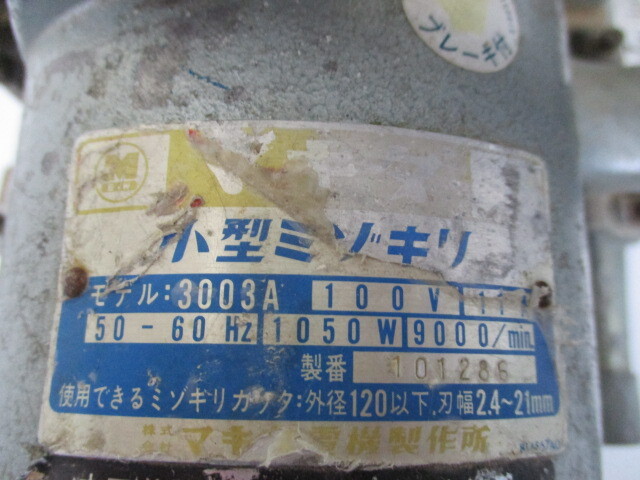 ブレーキ付
小型ミゾキリ
モデル:3003A 100V 11A
50-60Hz 1050W 9000/min.
製番 101286
使用できるミゾギリカッタ:外径120以下,刃幅2.4~21mm
株式会社 マキ 電機製作所